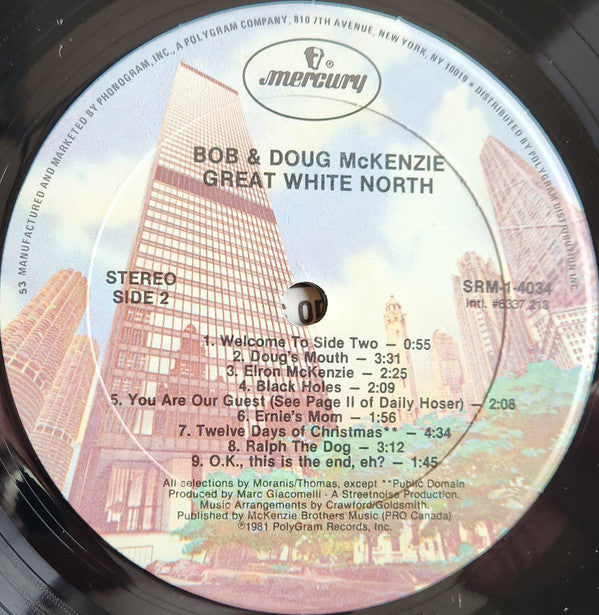 53 MANUFACTURED AND MARKETED BY PHONOGRAM, INC., A POLYGRAM COMPANY, 810 7TH AVENUE, NEW YORK, NY 10019 • DISTRIBUTED BY POLYGRAM DISTRIBUTION INC.
®
mercury
BOB & DOUG McKENZIE
GREAT WHITE NORTH
STEREO
SIDE 2
SRM-1-4034
Intl. #6337 213
1. Welcome To Side Two – 0:55
2. Doug's Mouth – 3:31
3. Elron McKenzie – 2:25
4. Black Holes – 2:09
5. You Are Our Guest (See Page II of Daily Hoser) – 2:08
6. Ernie's Mom – 1:56
7. Twelve Days of Christmas** – 4:34
8. Ralph The Dog – 3:12
9. O.K., this is the end, eh? – 1:45
All selections by Moranis/Thomas, except **Public Domain
Produced by Marc Giacomelli - A Streetnoise Production.
Music Arrangements by Crawford/Goldsmith.
Published by McKenzie Brothers Music (PRO Canada)
℗1981 PolyGram Records, Inc.